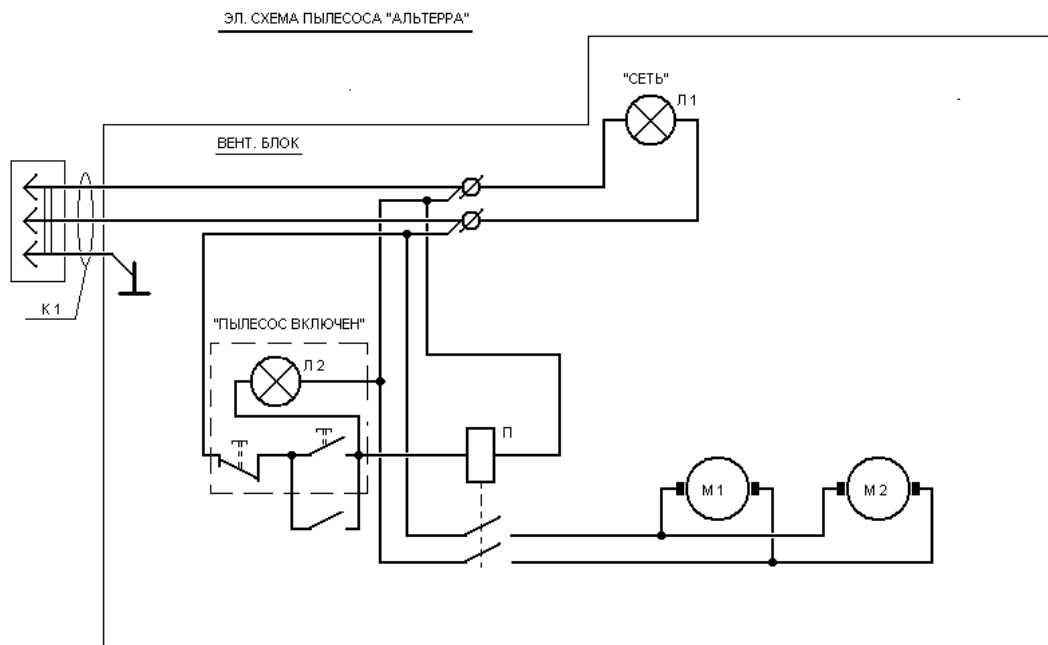 ЭЛ. СХЕМА ПЫЛЕСОСА "АЛЬТЕРРА"
"СЕТЬ"
Л 1
ВЕНТ. БЛОК
К 1
"ПЫЛЕСОС ВКЛЮЧЕН"
Л 2
П
М 1
М 2